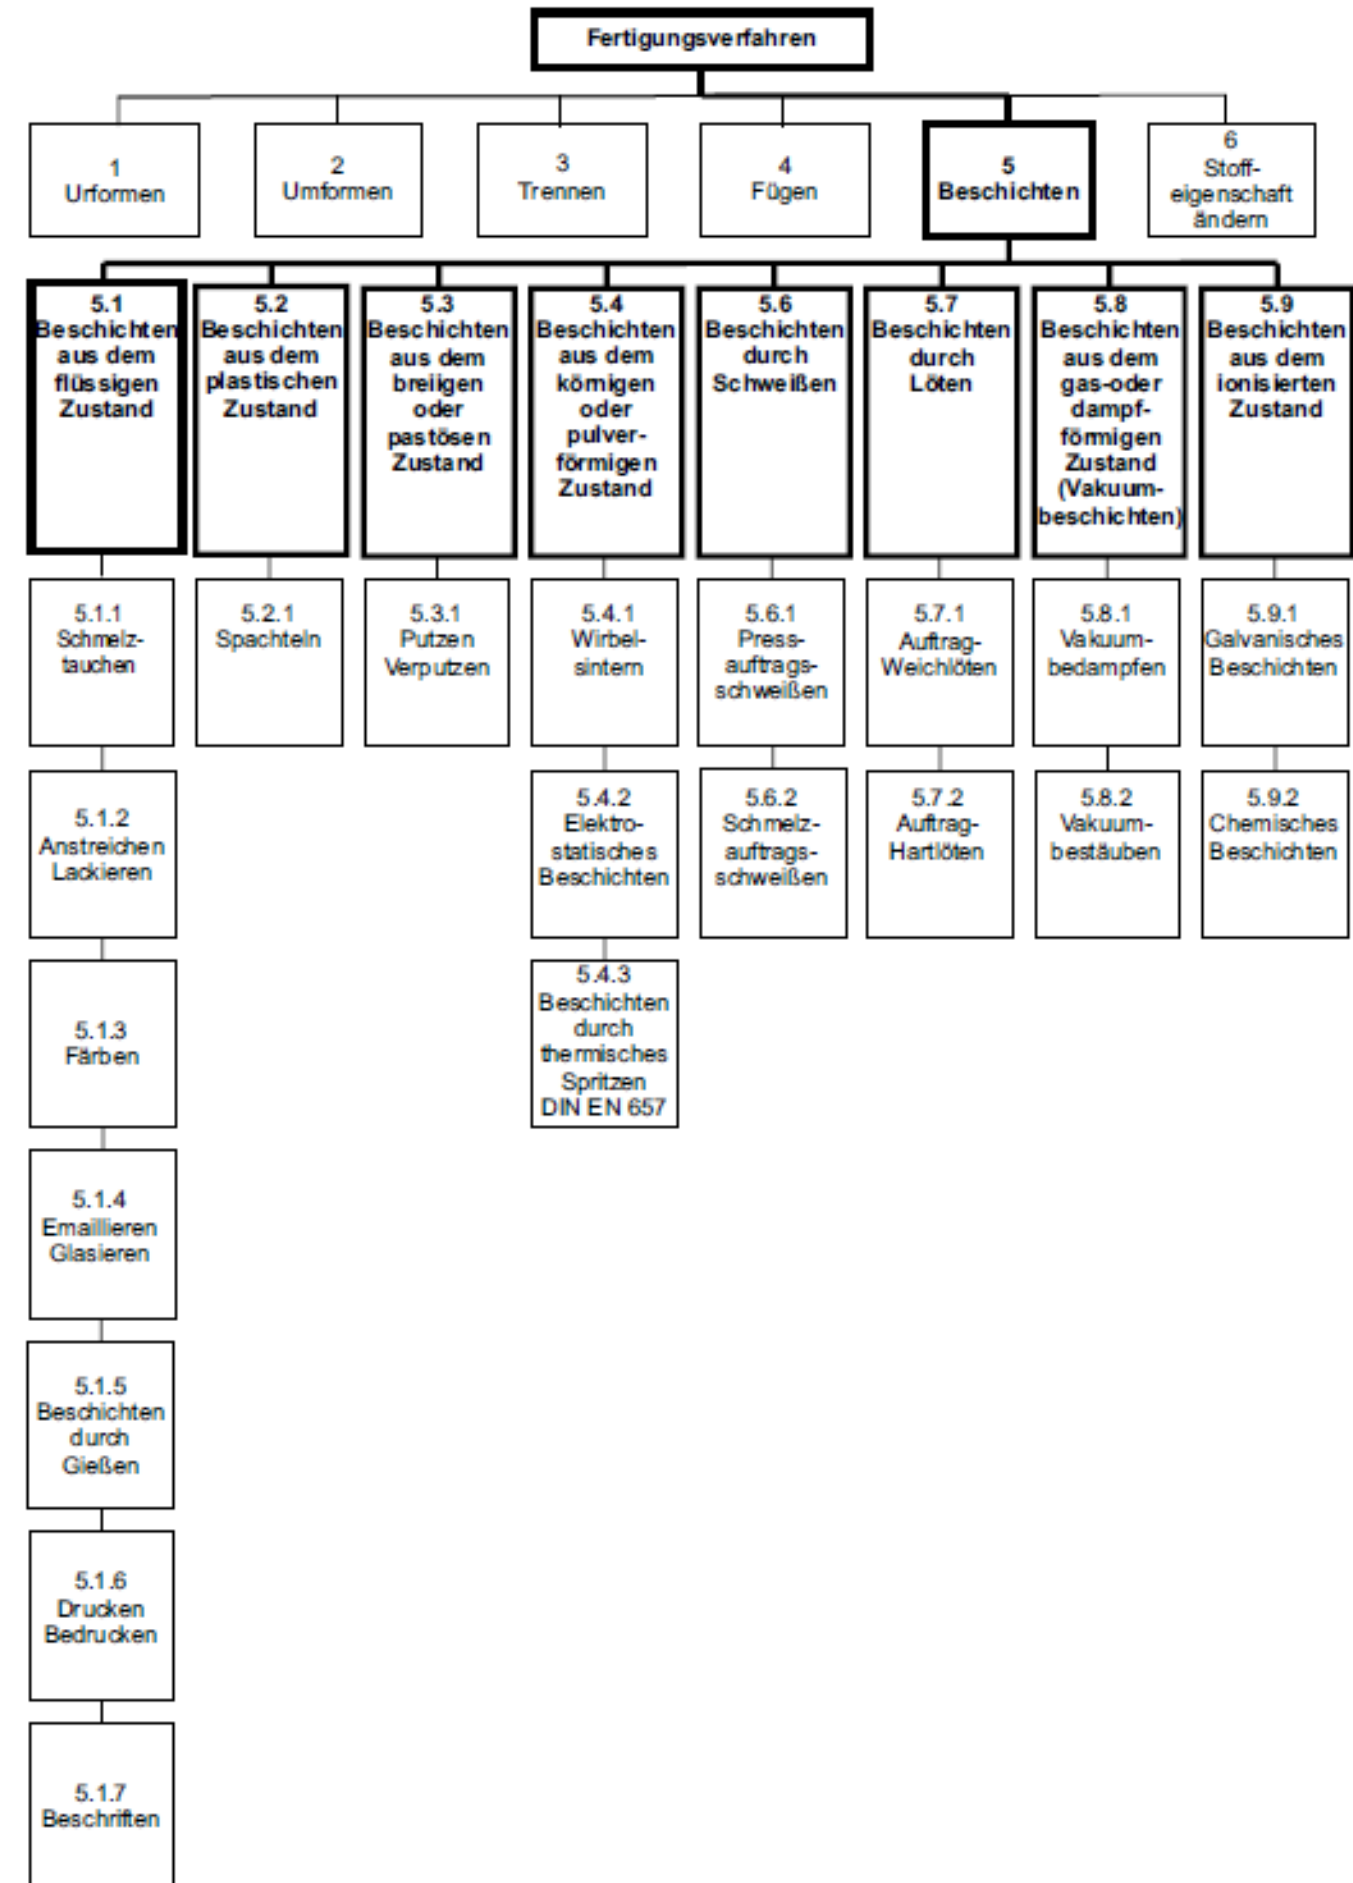 Fertigungsverfahren
1
Urformen
2
Umformen
3
Trennen
4
Fügen
5
Beschichten
6
Stoff-
eigenschaft
ändern
5.1
Beschichten
aus dem
flüssigen
Zustand
5.2
Beschichten
aus dem
plastischen
Zustand
5.3
Beschichten
aus dem
breiigen
oder
pastösen
Zustand
5.4
Beschichten
aus dem
körnigen
oder
pulver-
förmigen
Zustand
5.6
Beschichten
durch
Schweißen
5.7
Beschichten
durch
Löten
5.8
Beschichten
aus dem
gas-oder
dampf-
förmigen
Zustand
(Vakuum-
beschichten)
5.9
Beschichten
aus dem
ionisierten
Zustand
5.1.1
Schmelz-
tauchen
5.2.1
Spachteln
5.3.1
Putzen
Verputzen
5.4.1
Wirbel-
sintern
5.6.1
Press-
auftrags-
schweißen
5.7.1
Auftrag-
Weichlöten
5.8.1
Vakuum-
bedampfen
5.9.1
Galvanisches
Beschichten
5.1.2
Anstreichen
Lackieren
5.4.2
Elektro-
statisches
Beschichten
5.6.2
Schmelz-
auftrags-
schweißen
5.7.2
Auftrag-
Hartlöten
5.8.2
Vakuum-
bestäuben
5.9.2
Chemisches
Beschichten
5.1.3
Färben
5.4.3
Beschichten
durch
thermisches
Spritzen
DIN EN 657
5.1.4
Emaillieren
Glasieren
5.1.5
Beschichten
durch
Gießen
5.1.6
Drucken
Bedrucken
5.1.7
Beschriften